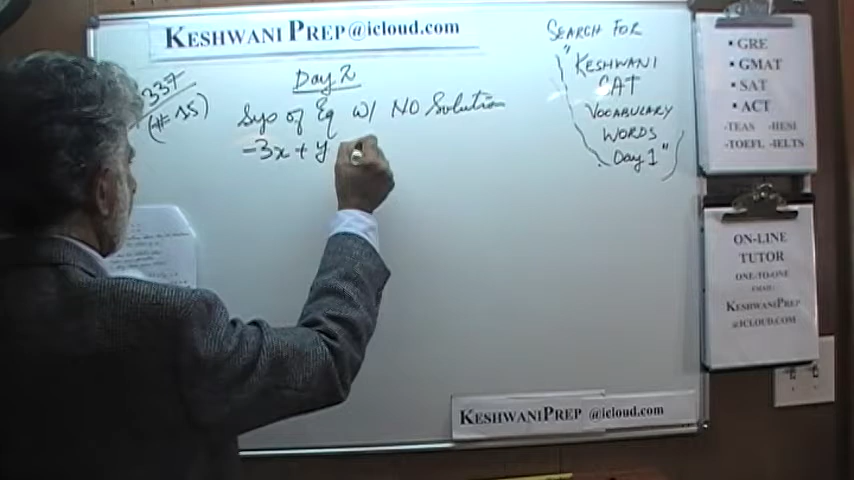 KESHWANI PREP @icloud.com
337
(# 15)
Day 2
Sys of Eq w/ NO Solution
-3x + y
SEARCH FOR
"KESHWANI
CAT
VOCABULARY
WORDS
Day 1"
• GRE
• GMAT
• SAT
• ACT
-TEAS -HESI
-TOEFL -IELTS
ON-LINE
TUTOR
ONE-TO-ONE
EMAIL:
KESHWANIPREP
@ICLOUD.COM
KESHWANIPREP @icloud.com